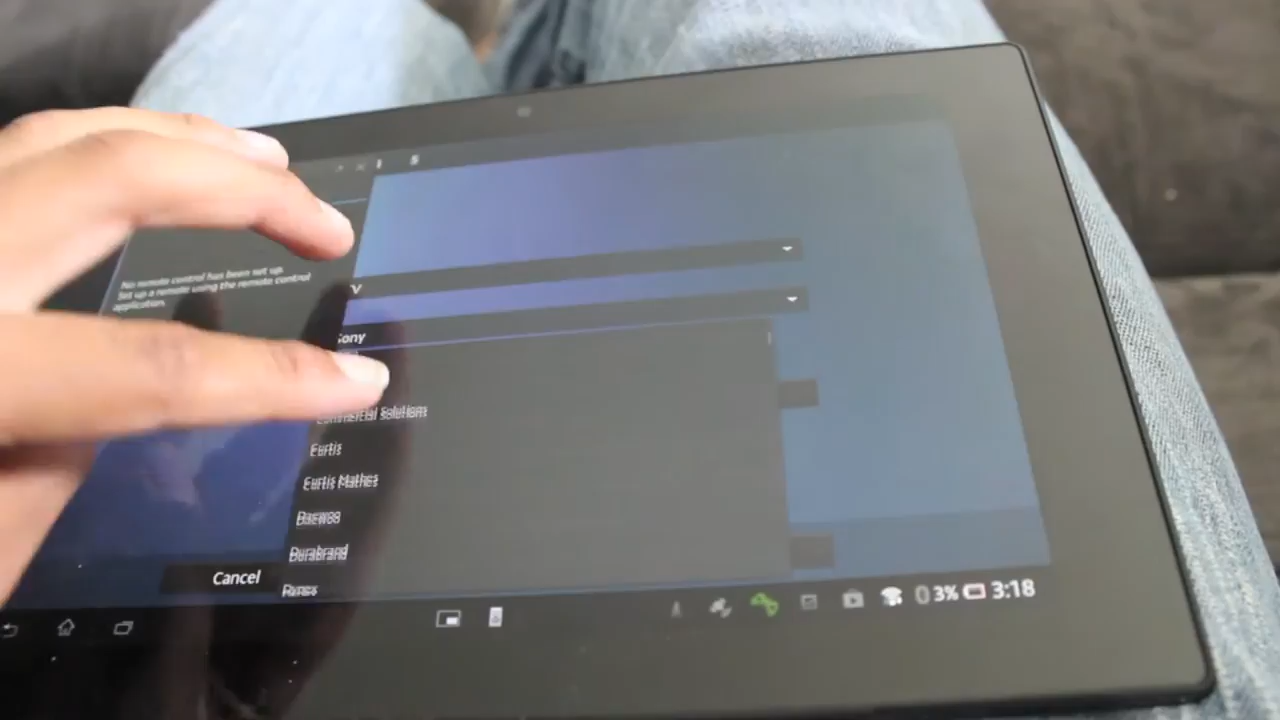 No remote control has been set up.
Set up a remote using the remote control
application.
V
Sony
Commercial Solutions
Curtis
Curtis Mathes
Daewoo
Durabrand
Cancel
3% 3:18